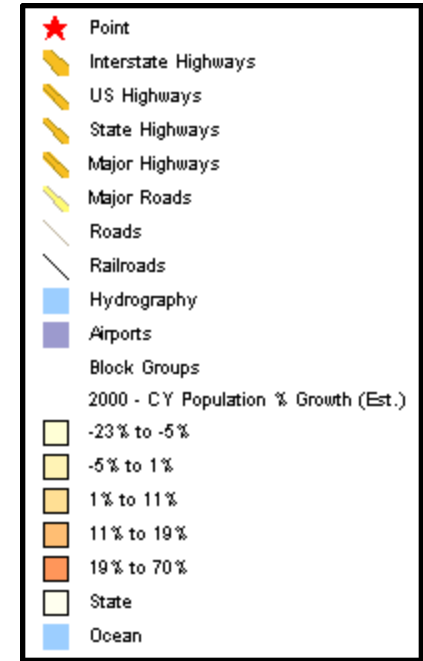 Point
Interstate Highways
US Highways
State Highways
Major Highways
Major Roads
Roads
Railroads
Hydrography
Airports
Block Groups
2000 - CY Population % Growth (Est.)
-23% to -5%
-5% to 1%
1% to 11%
11% to 19%
19% to 70%
State
Ocean